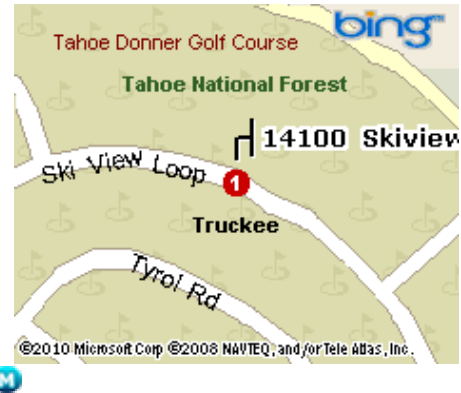 bing™
Tahoe Donner Golf Course
Tahoe National Forest
14100 Skiview
Ski View Loop
1
Truckee
Tyrol Rd
©2010 Microsoft Corp ©2008 NAVTEQ, and/or Tele Atlas, Inc.
M